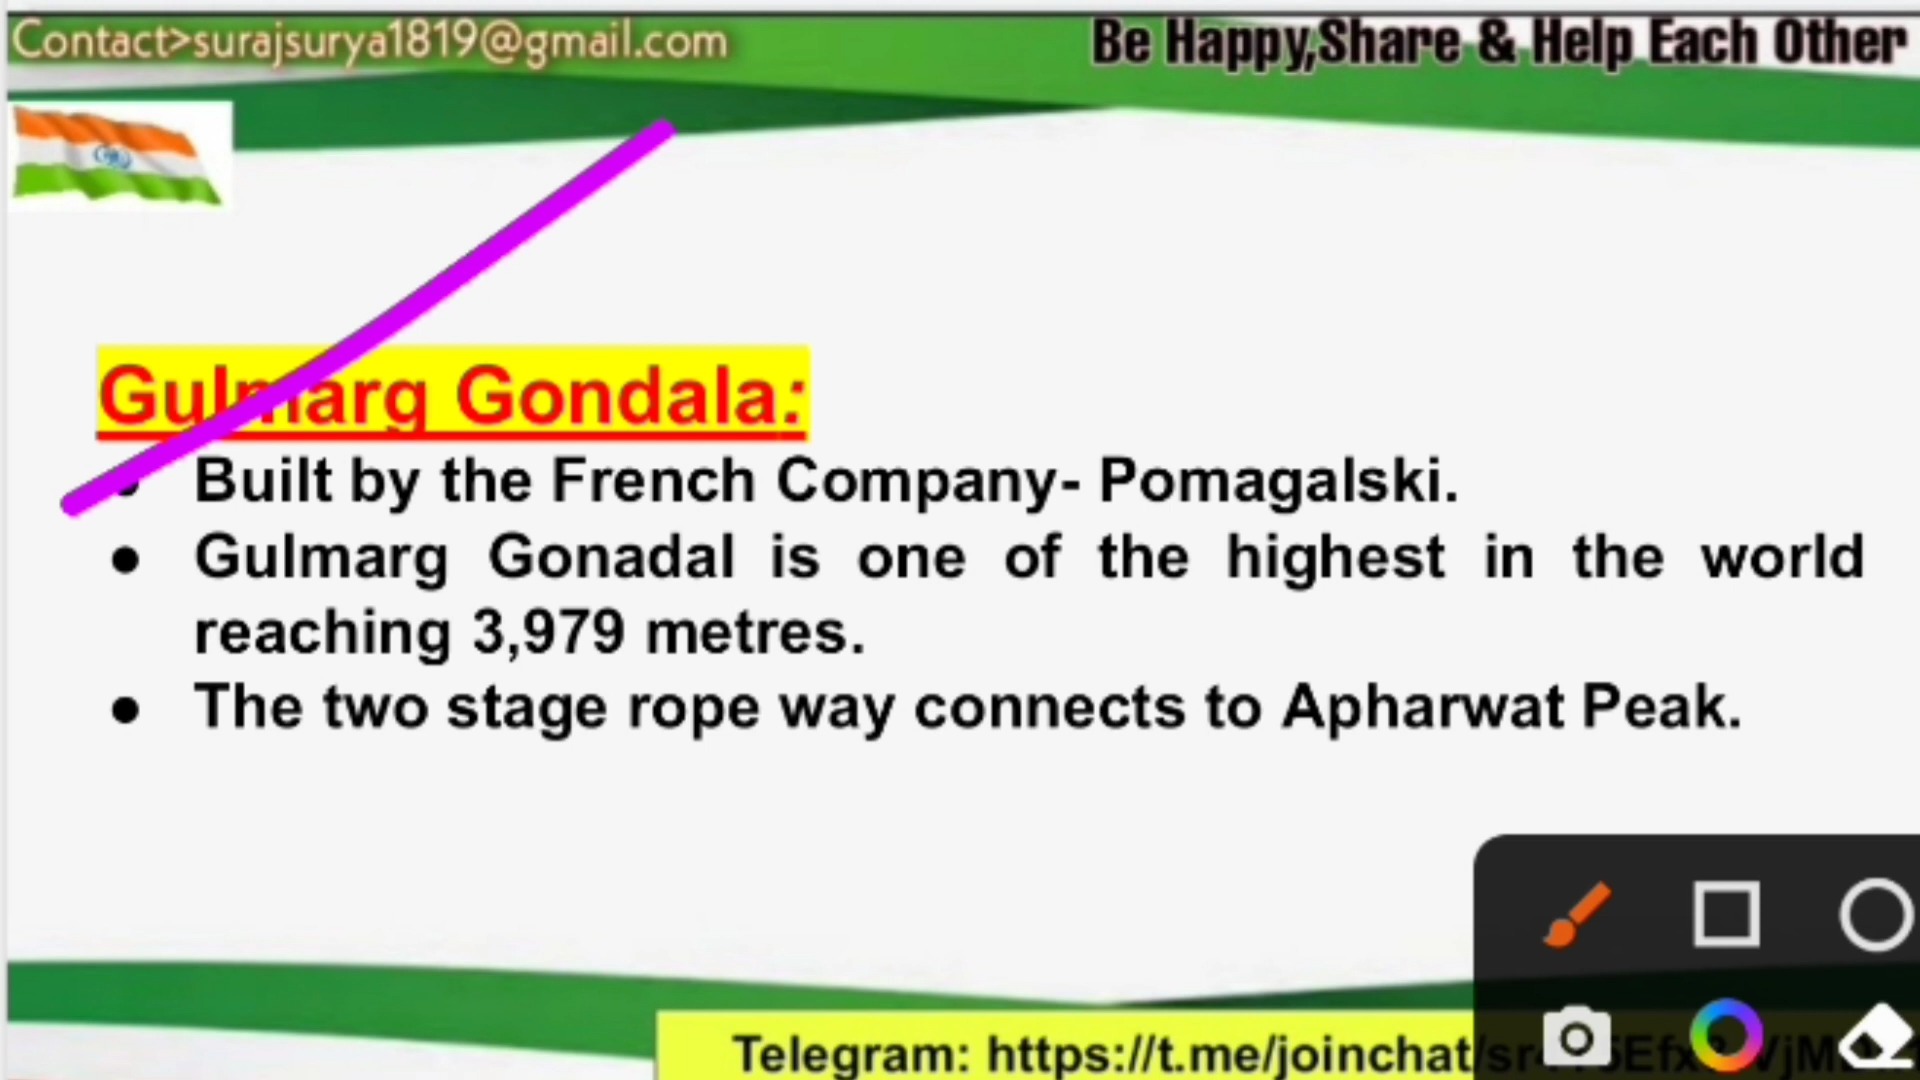 Contact>surajsurya1819@gmail.com
Be Happy,Share & Help Each Other
Gulmarg Gondala:
● Built by the French Company- Pomagalski.
● Gulmarg Gonadal is one of the highest in the world
reaching 3,979 metres.
● The two stage rope way connects to Apharwat Peak.
Telegram: https://t.me/joinchat/